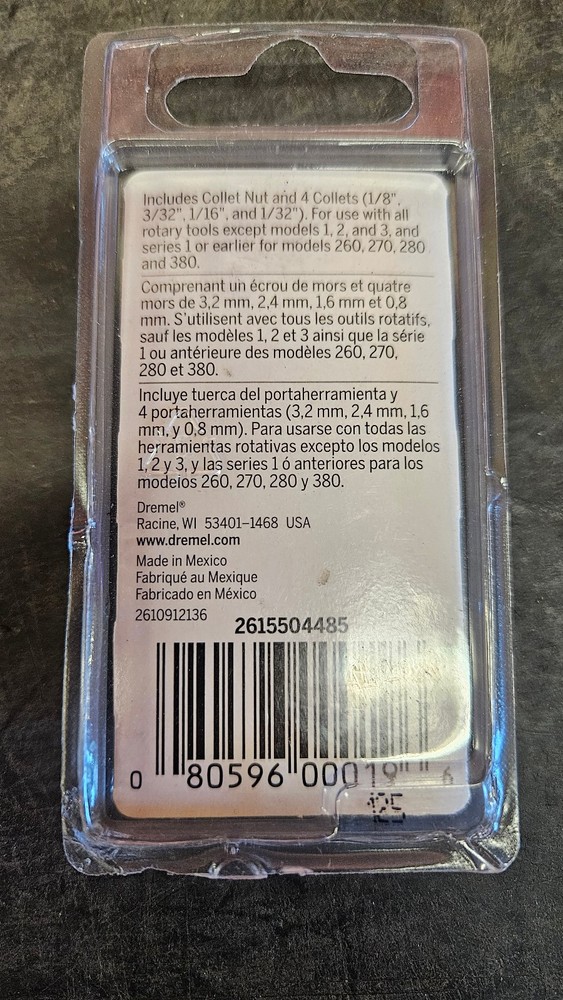 Includes Collet Nut and 4 Collets (1/8",
3/32", 1/16", and 1/32"). For use with all
rotary tools except models 1, 2, and 3, and
series 1 or earlier for models 260, 270, 280
and 380.
Comprenant un écrou de mors et quatre
mors de 3,2 mm, 2,4 mm, 1,6 mm et 0,8
mm. S'utilisent avec tous les outils rotatifs,
sauf les modèles 1, 2 et 3 ainsi que la série
1 ou antérieure des modèles 260, 270,
280 et 380.
Incluye tuerca del portaherramienta y
4 portaherramientas (3,2 mm, 2,4 mm, 1,6
mm, y 0,8 mm). Para usarse con todas las
herramientas rotativas excepto los modelos
1, 2 y 3, y las series 1 ó anteriores para los
modelos 260, 270, 280 y 380.
Dremel®
Racine, WI 53401–1468 USA
www.dremel.com
Made in Mexico
Fabriqué au Mexique
Fabricado en México
2610912136
2615504485
0 80596 00019 6
125